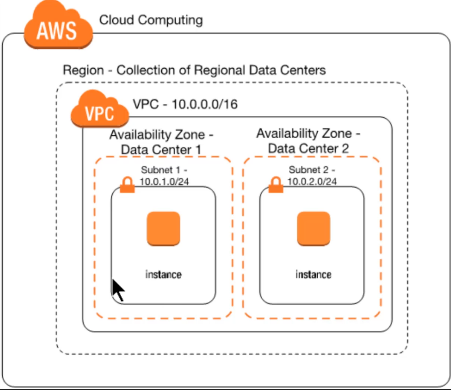 AWS
Cloud Computing
Region - Collection of Regional Data Centers
VPC
VPC - 10.0.0.0/16
Availability Zone -
Data Center 1
Availability Zone -
Data Center 2
Subnet 1 -
10.0.1.0/24
Subnet 2 -
10.0.2.0/24
instance
instance